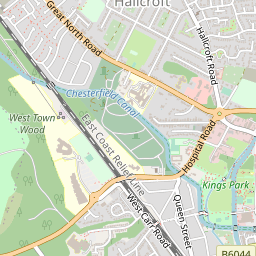 Hallcroft
Great North Road
Hallcroft Road
Chesterfield Canal
West Town
Wood
East Coast Relief Line
Hospital Road
Kings Park
West Carr Road
Queen Street
B6044